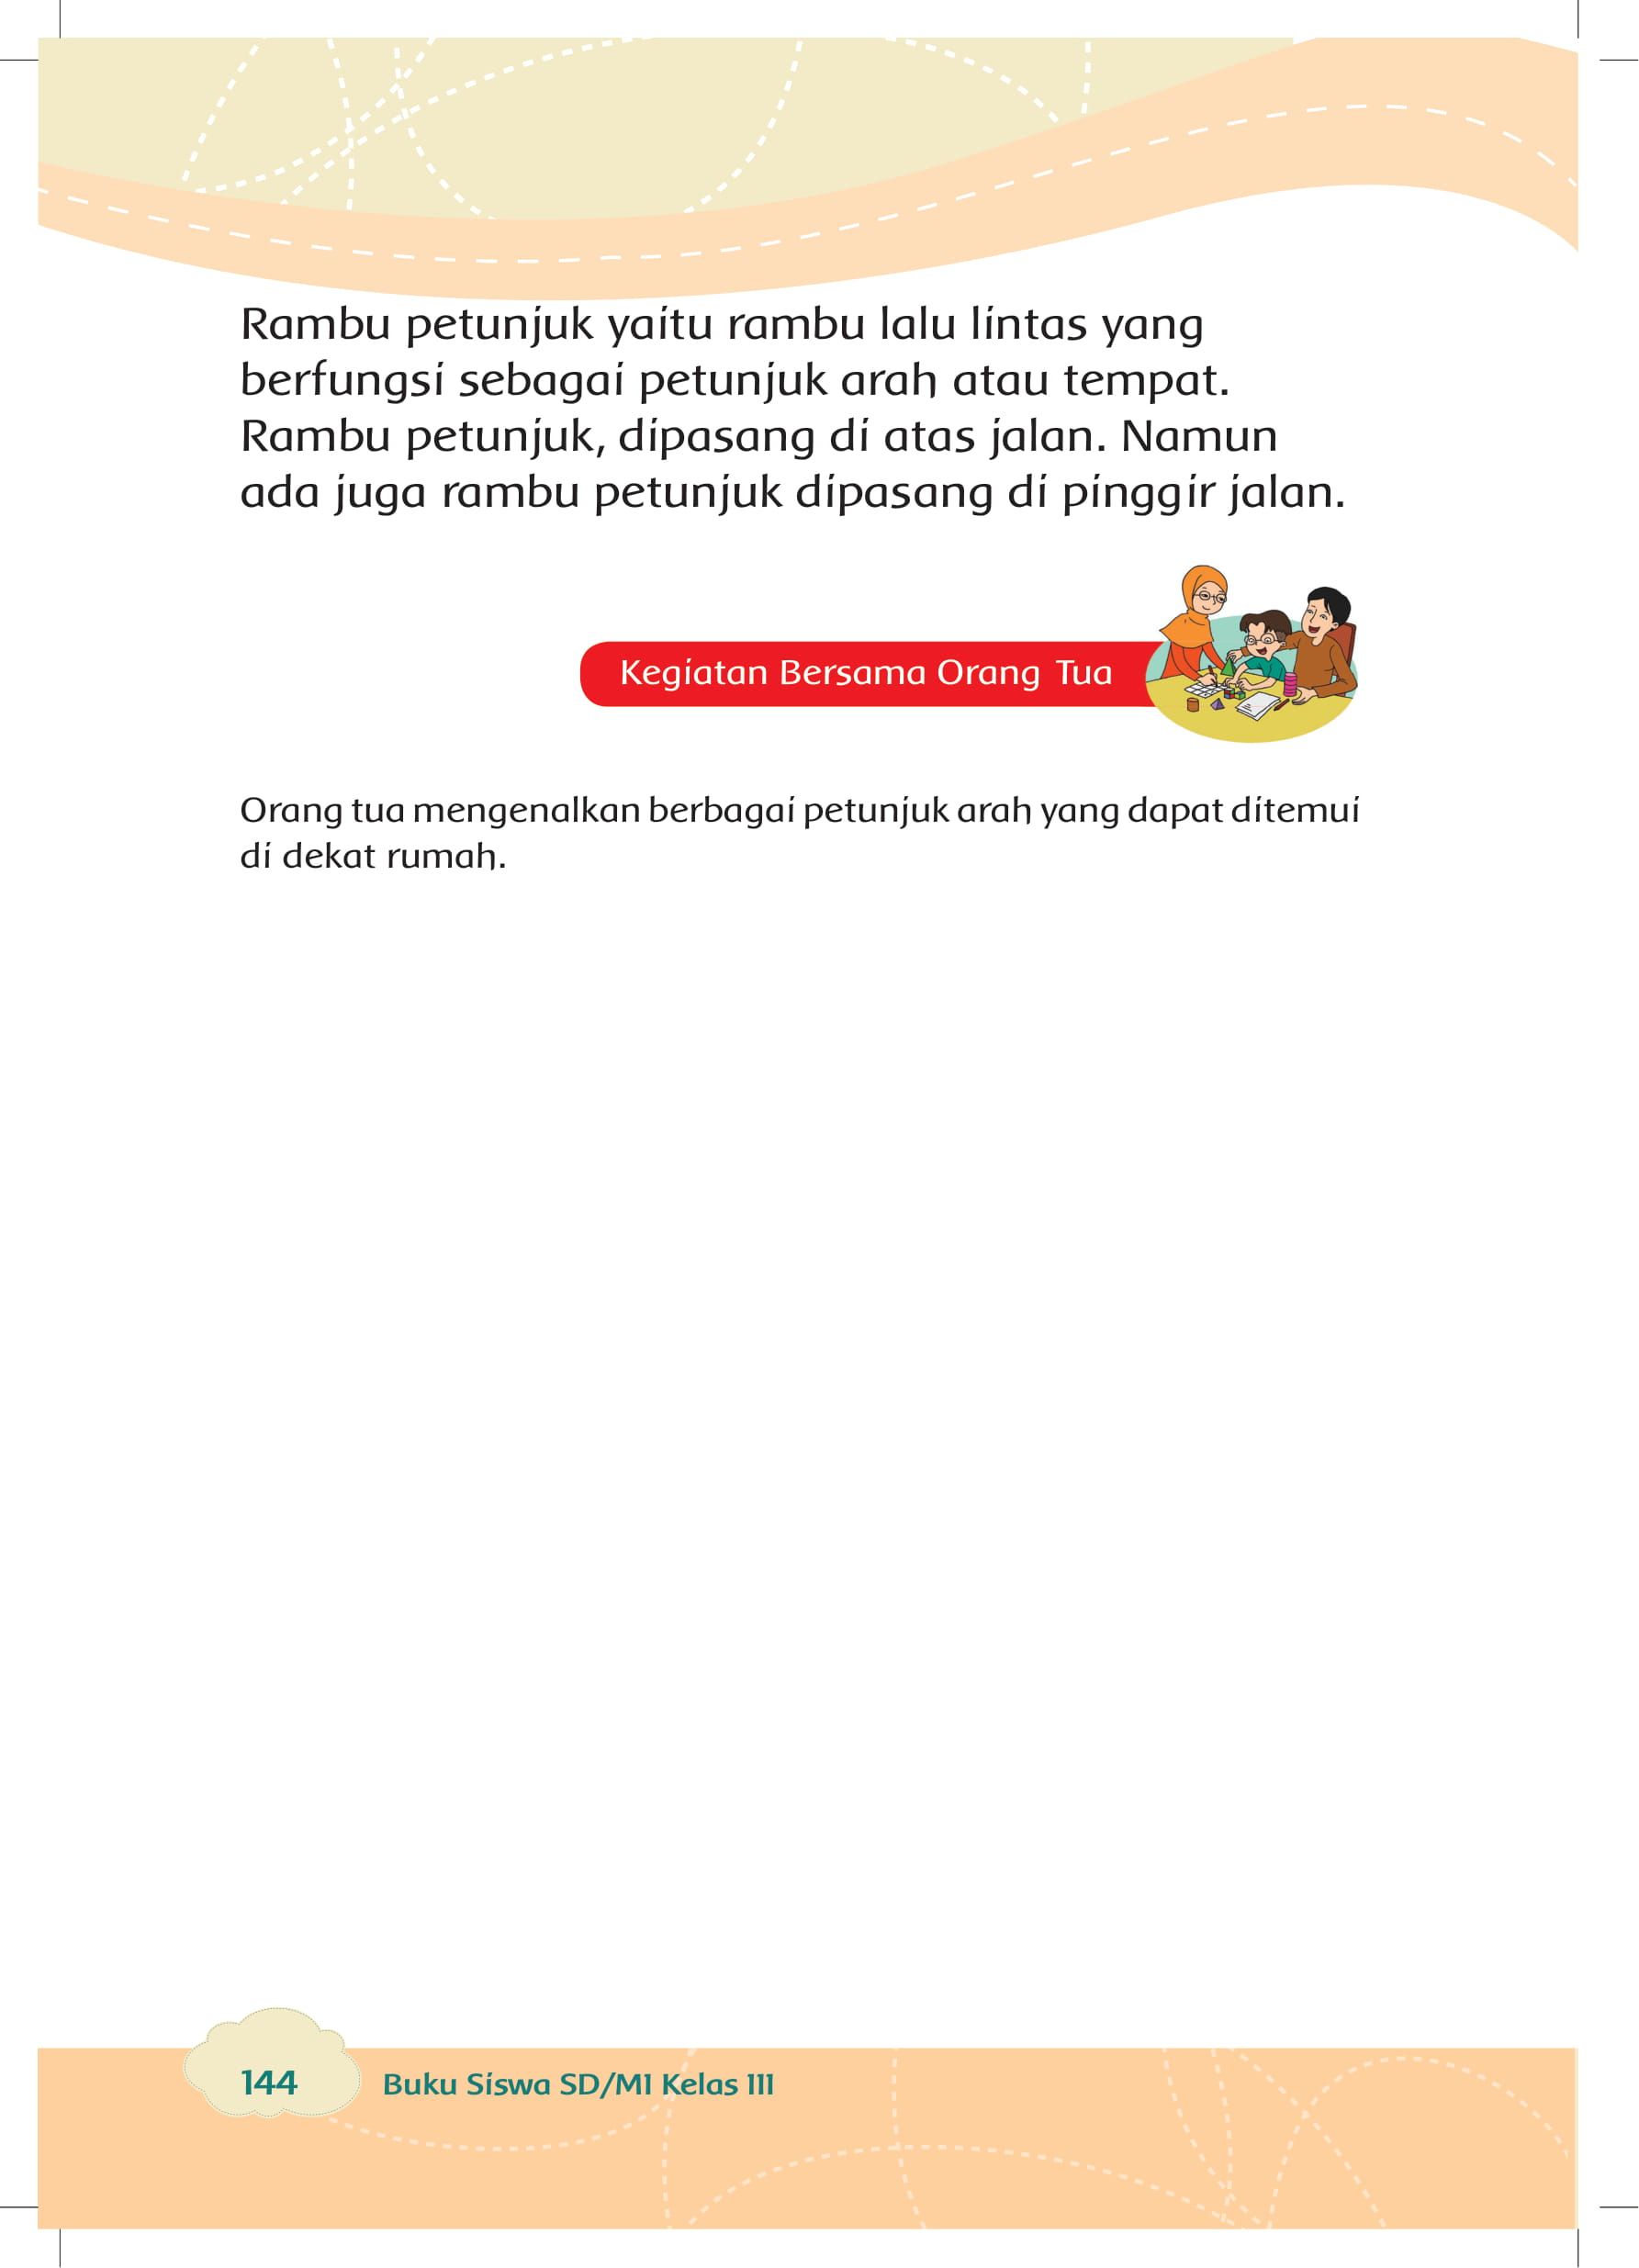 Rambu petunjuk yaitu rambu lalu lintas yang
berfungsi sebagai petunjuk arah atau tempat.
Rambu petunjuk, dipasang di atas jalan. Namun
ada juga rambu petunjuk dipasang di pinggir jalan.
Kegiatan Bersama Orang Tua
Orang tua mengenalkan berbagai petunjuk arah yang dapat ditemui
di dekat rumah.
144 Buku Siswa SD/MI Kelas III